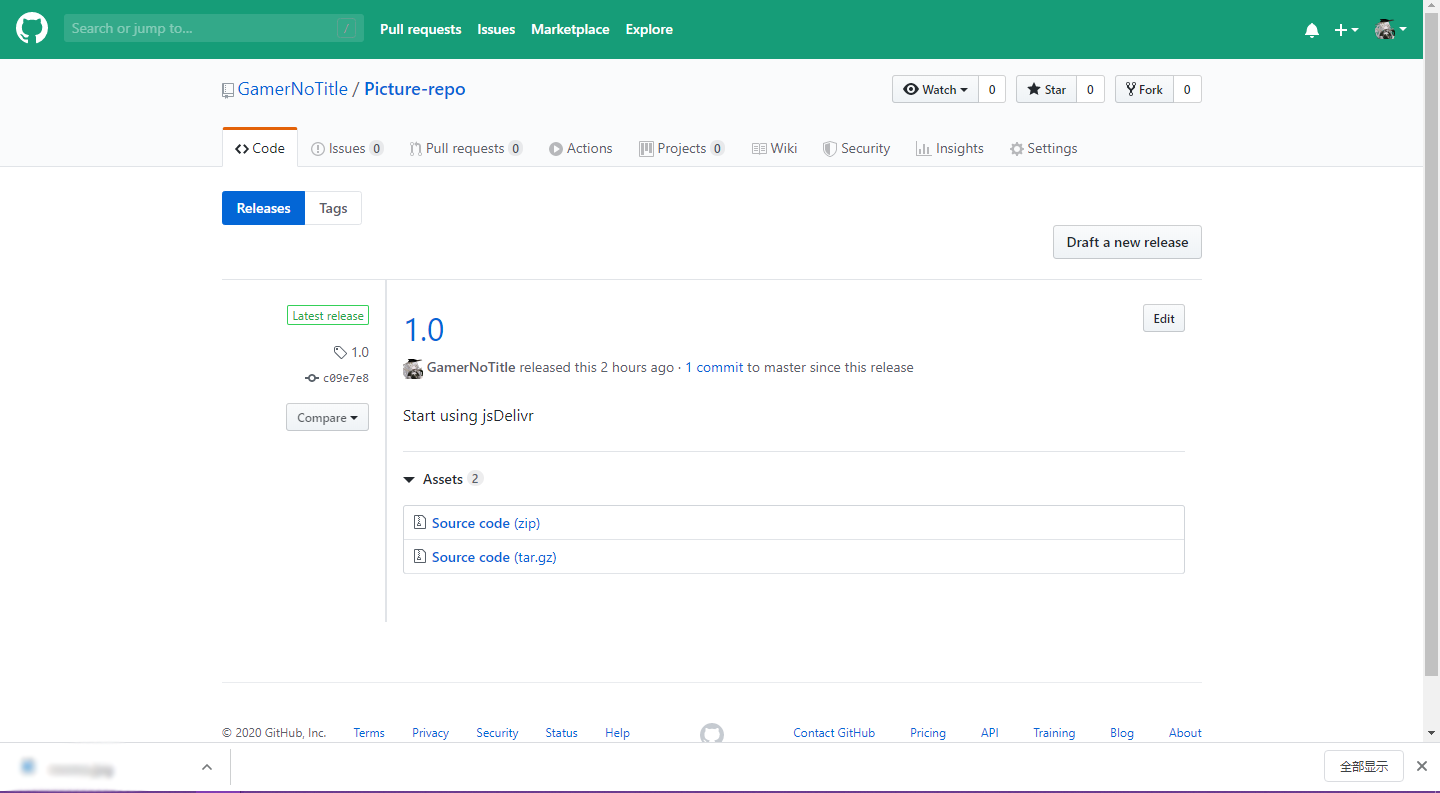 Search or jump to... /
Pull requests Issues Marketplace Explore
GamerNoTitle / Picture-repo
Watch 0 Star 0 Fork 0
Code Issues 0 Pull requests 0 Actions Projects 0 Wiki Security Insights Settings
Releases Tags
Draft a new release
Latest release
1.0
c09e7e8
Compare
1.0
Edit
GamerNoTitle released this 2 hours ago · 1 commit to master since this release
Start using jsDelivr
Assets 2
Source code (zip)
Source code (tar.gz)
© 2020 GitHub, Inc. Terms Privacy Security Status Help Contact GitHub Pricing API Training Blog About
全部显示